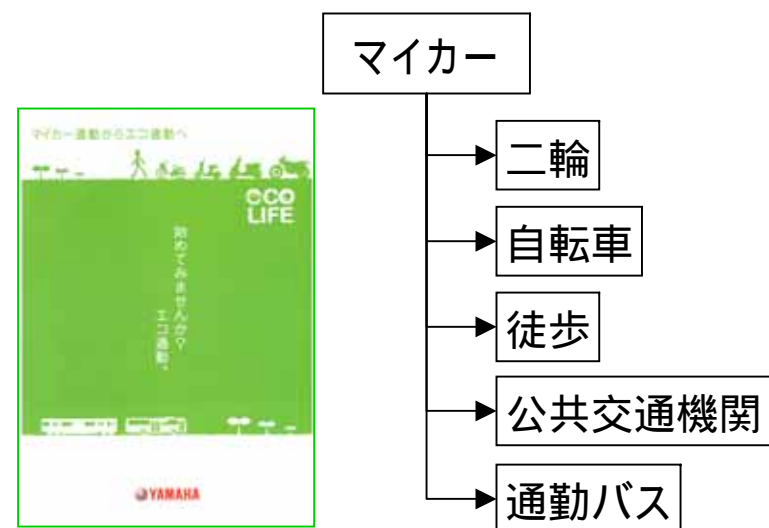 マイカー
マイカー通勤からエコ通勤へ
eco
LIFE
始めてみませんか?
エコ通勤。
YAMAHA
二輪
自転車
徒歩
公共交通機関
通勤バス